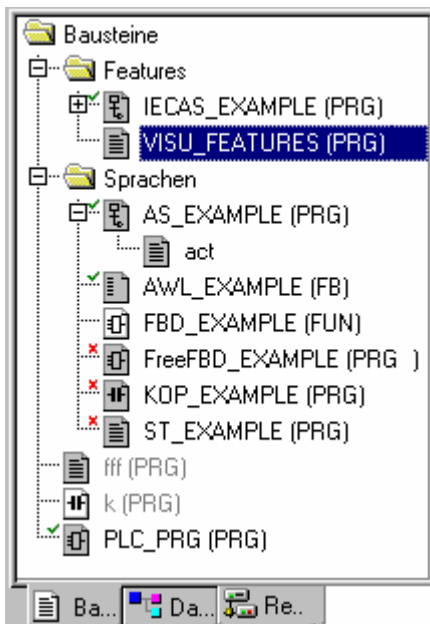 Bausteine
Features
IECAS_EXAMPLE (PRG)
VISU_FEATURES (PRG)
Sprachen
AS_EXAMPLE (PRG)
act
AWL_EXAMPLE (FB)
FBD_EXAMPLE (FUN)
FreeFBD_EXAMPLE (PRG )
KOP_EXAMPLE (PRG)
ST_EXAMPLE (PRG)
fff (PRG)
k (PRG)
PLC_PRG (PRG)
Ba... Da... Re..